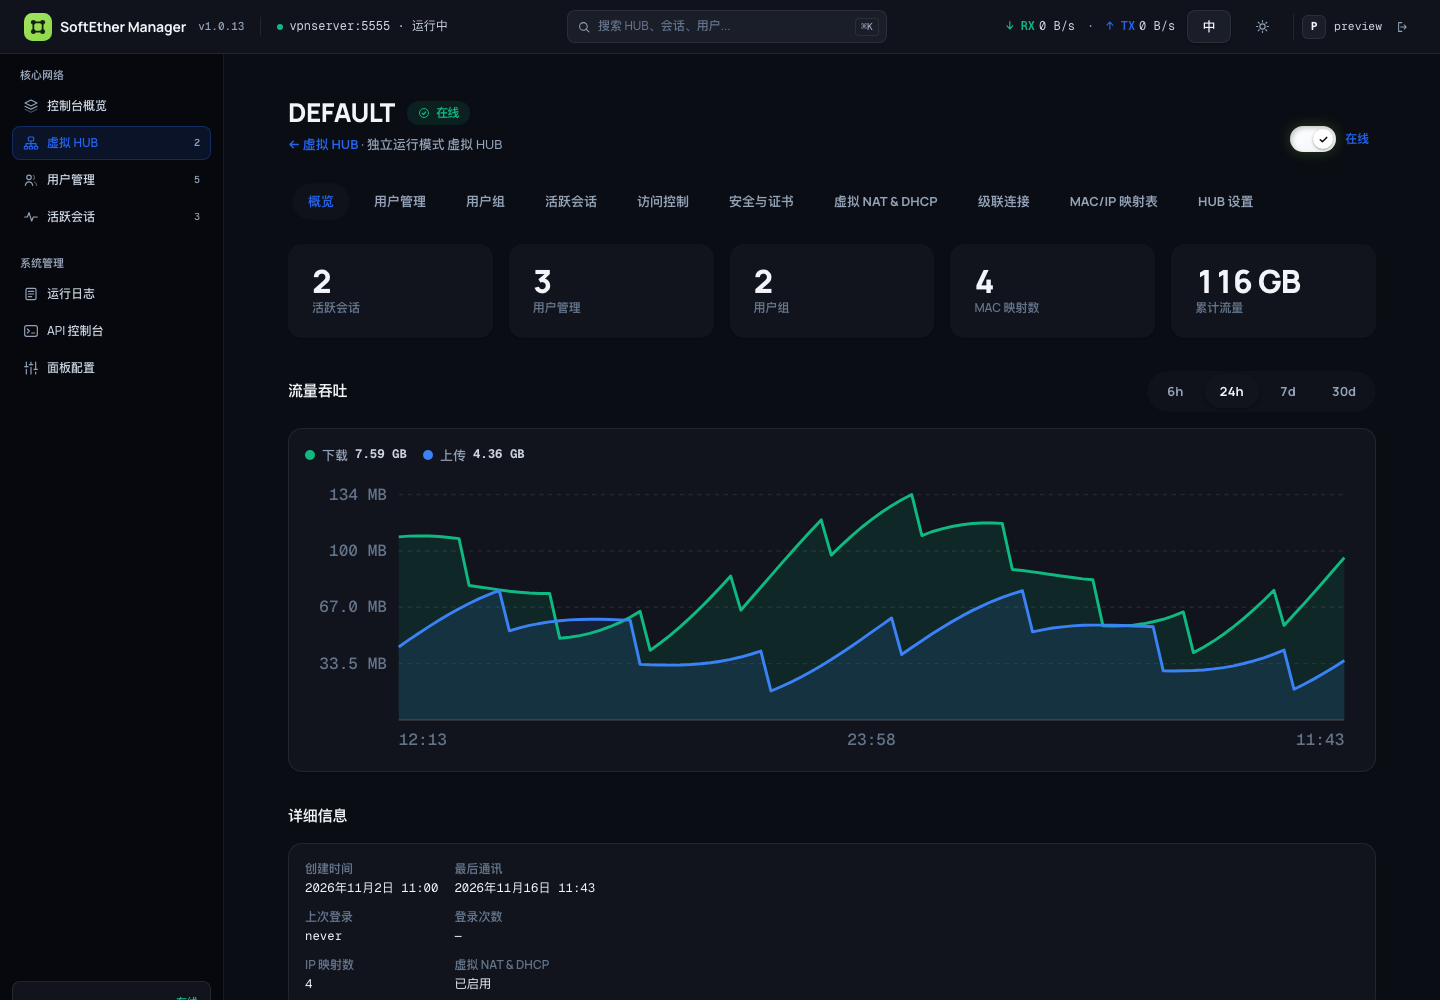 SoftEther Manager v1.0.13
vpnserver:5555 · 运行中
搜索 HUB、会话、用户... ⌘K
↓ RX 0 B/s · ↑ TX 0 B/s
中
P preview
核心网络
控制台概览
虚拟 HUB 2
用户管理 5
活跃会话 3
系统管理
运行日志
API 控制台
面板配置
在线
DEFAULT 在线
← 虚拟 HUB · 独立运行模式 虚拟 HUB
在线
概览 用户管理 用户组 活跃会话 访问控制 安全与证书 虚拟 NAT & DHCP 级联连接 MAC/IP 映射表 HUB 设置
2
活跃会话
3
用户管理
2
用户组
4
MAC 映射数
116 GB
累计流量
流量吞吐
6h 24h 7d 30d
下载 7.59 GB 上传 4.36 GB
134 MB
100 MB
67.0 MB
33.5 MB
12:13 23:58 11:43
详细信息
创建时间 最后通讯
2026年11月2日 11:00 2026年11月16日 11:43
上次登录 登录次数
never —
IP 映射数 虚拟 NAT & DHCP
4 已启用